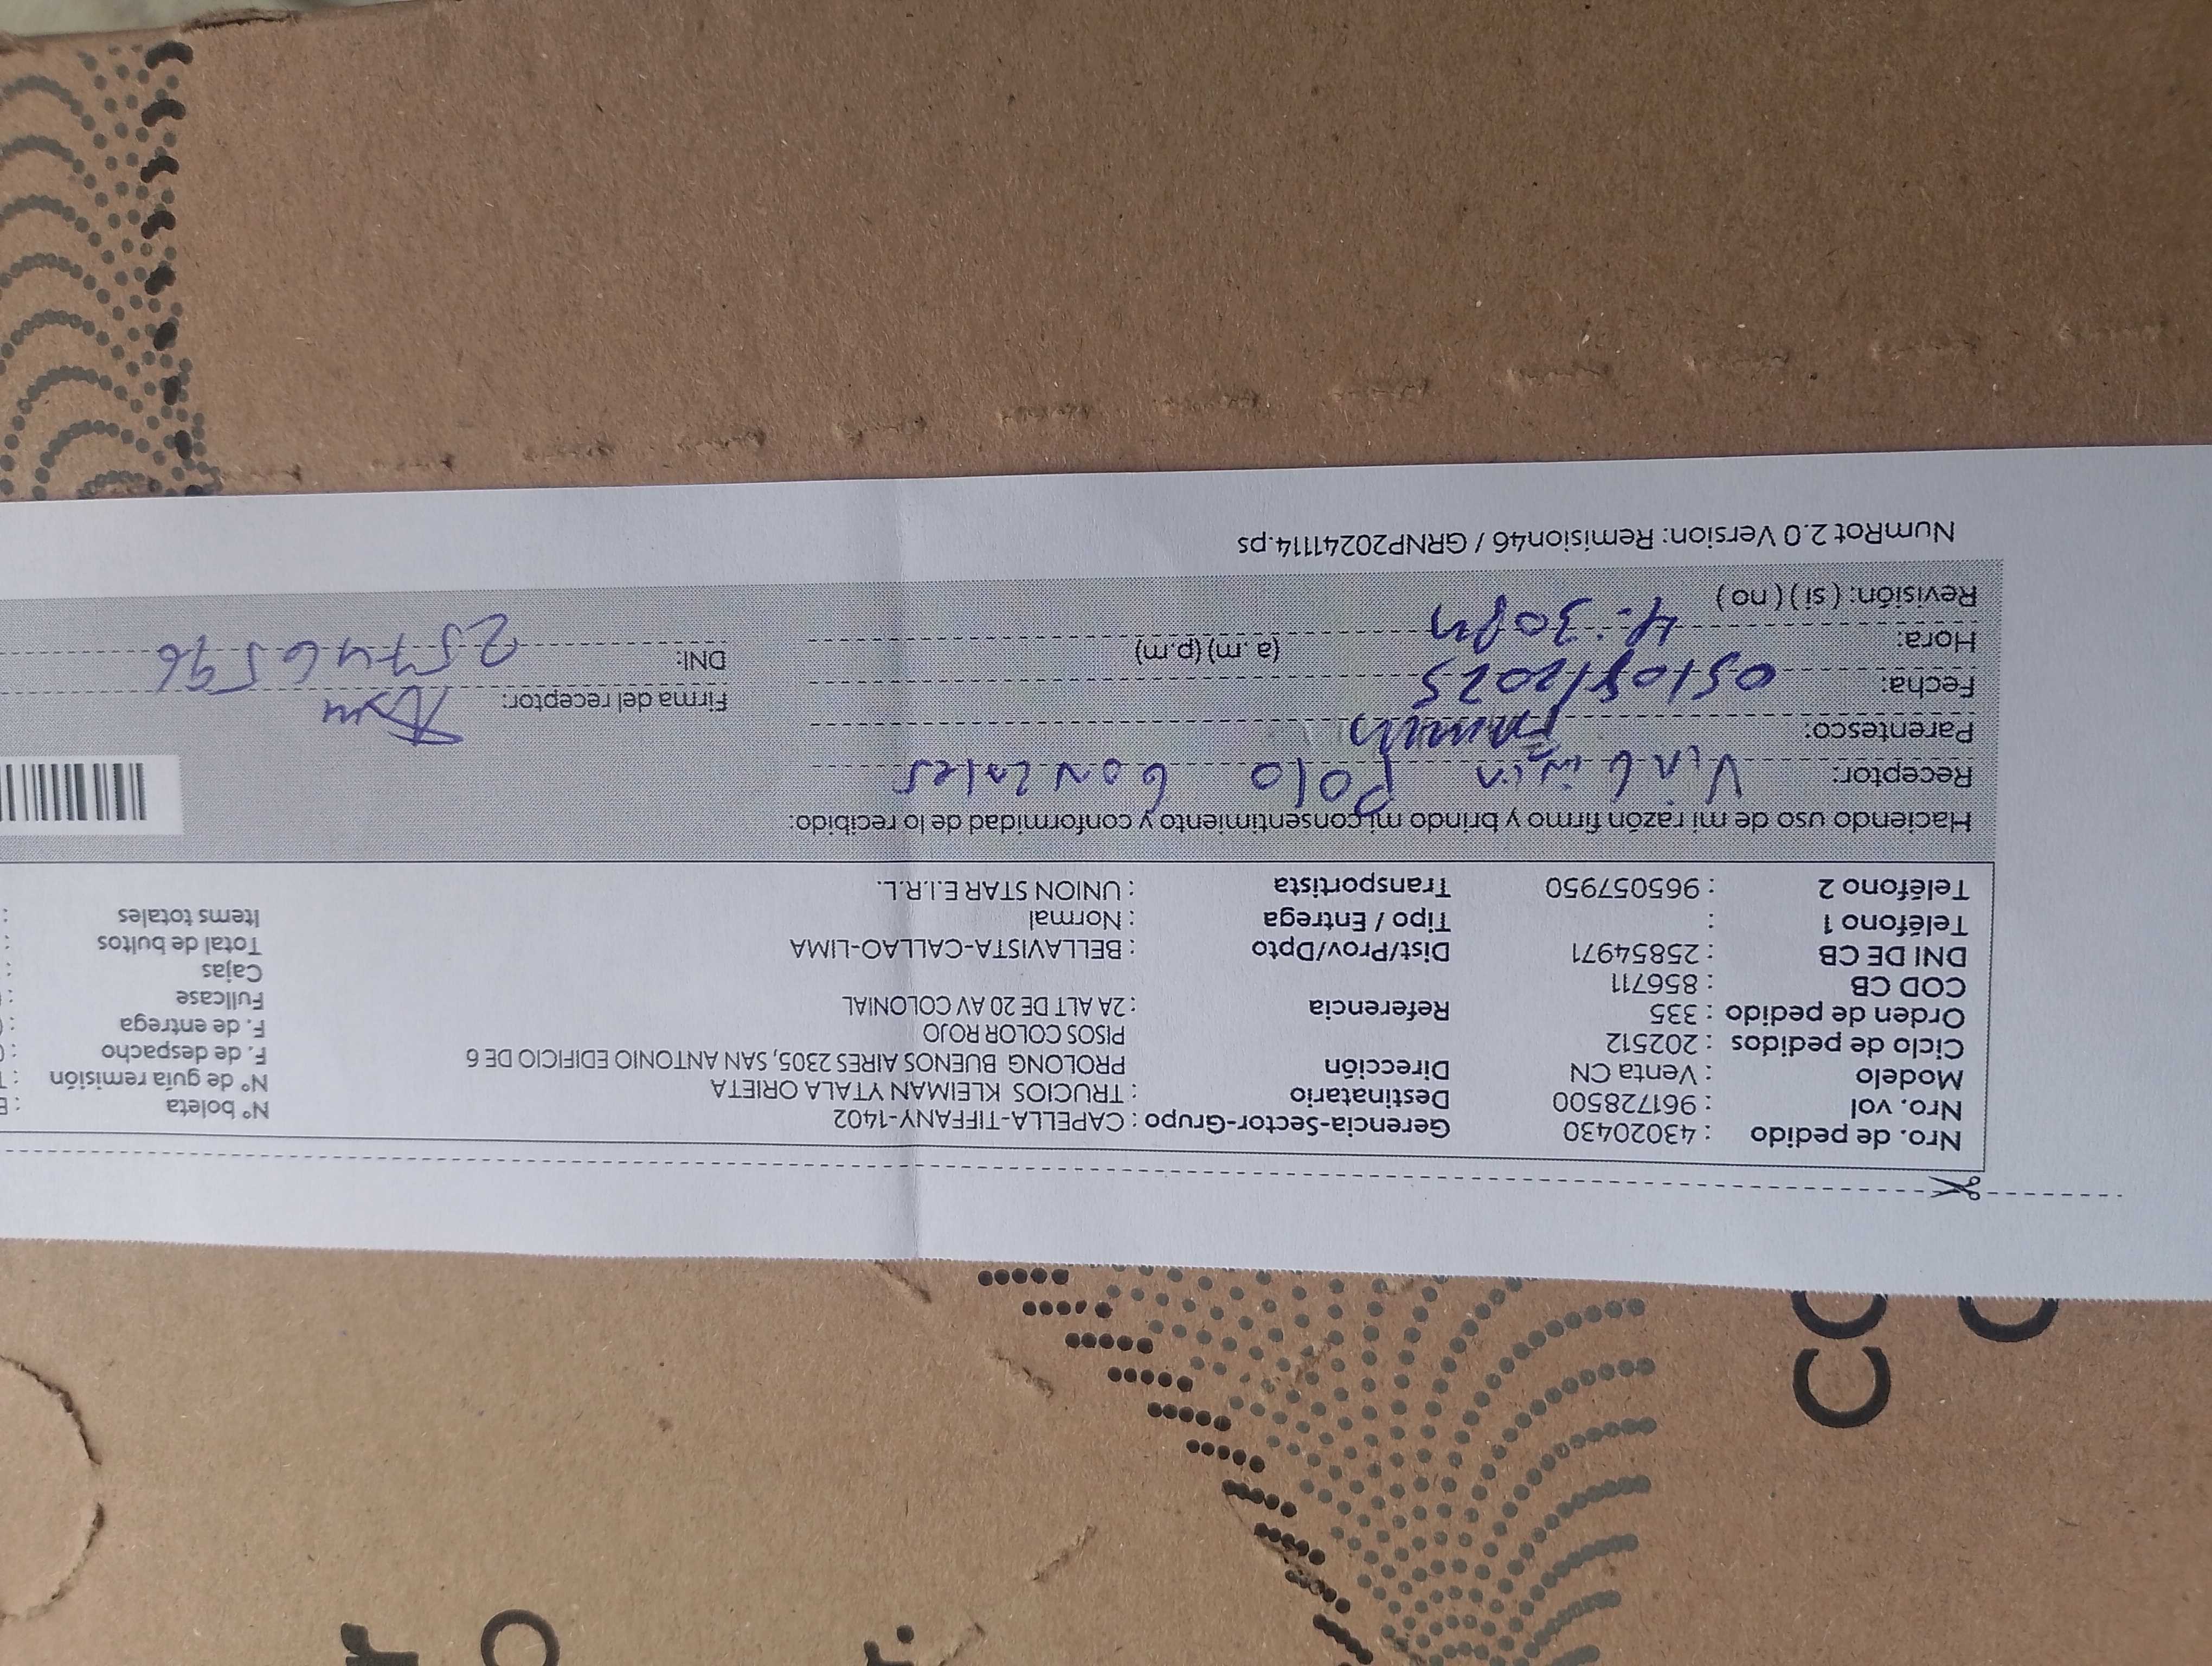 Nro. de pedido : 43020430 Gerencia-Sector-Grupo : CAPELLA-TIFFANY-1402 N° boleta :
Nro. vol : 961728500 Destinatario : TRUCIOS KLEIMAN YTALA ORIETA N° de guía remisión :
Modelo : Venta CN Dirección PROLONG BUENOS AIRES 2305, SAN ANTONIO EDIFICIO DE 6 F. de despacho :
Ciclo de pedidos : 202512 PISOS COLOR ROJO F. de entrega :
Orden de pedido : 335 Referencia : 2A ALT DE 20 AV COLONIAL Fullcase :
COD CB : 856711 Cajas :
DNI DE CB : 25854971 Dist/Prov/Dpto : BELLAVISTA-CALLAO-LIMA Total de bultos :
Teléfono 1 : Tipo / Entrega : Normal Items totales :
Teléfono 2 : 965057950 Transportista : UNION STAR E.I.R.L.
Haciendo uso de mi razón firmo y brindo mi consentimiento y conformidad de lo recibido:
Receptor: Polo Gonzales
Parentesco:
Fecha: 05/08/2025 Firma del receptor:
Hora: 4:30pm (a .m) (p.m) DNI: 25746596
Revisión: ( si ) ( no )
NumRot 2.0 Version: Remision46 / GRNP20241114.ps